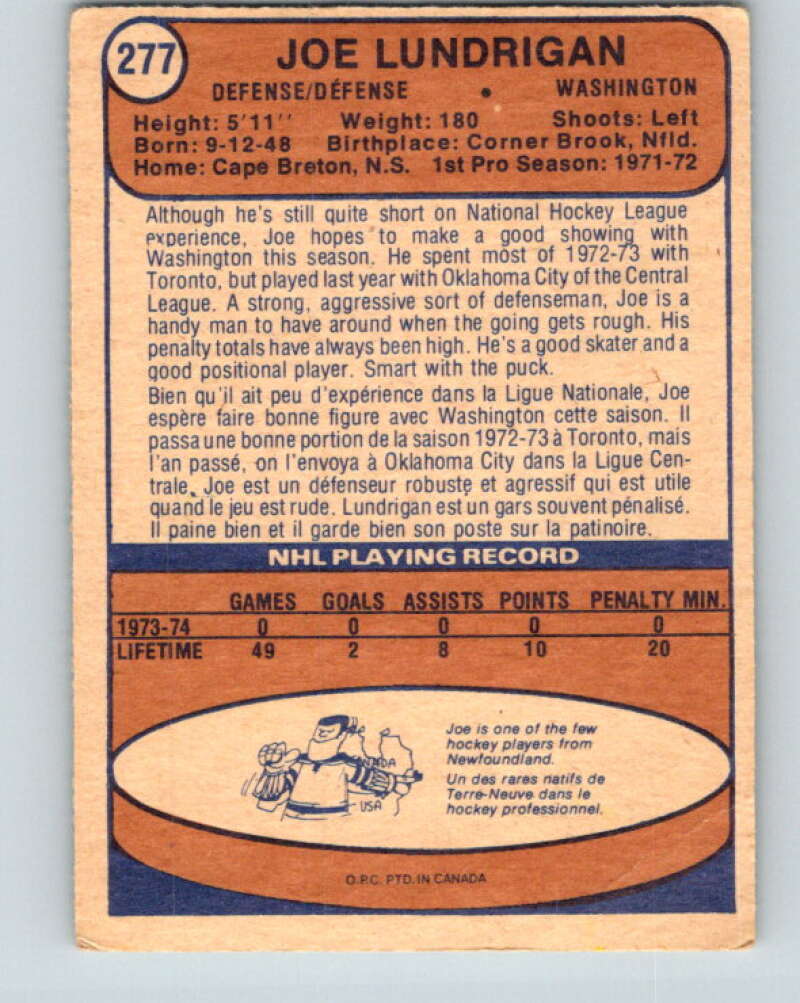 277
JOE LUNDRIGAN
DEFENSE/DÉFENSE • WASHINGTON
Height: 5'11'' Weight: 180 Shoots: Left
Born: 9-12-48 Birthplace: Corner Brook, Nfld.
Home: Cape Breton, N.S. 1st Pro Season: 1971-72
Although he's still quite short on National Hockey League
experience, Joe hopes to make a good showing with
Washington this season. He spent most of 1972-73 with
Toronto, but played last year with Oklahoma City of the Central
League. A strong, aggressive sort of defenseman, Joe is a
handy man to have around when the going gets rough. His
penalty totals have always been high. He's a good skater and a
good positional player. Smart with the puck.
Bien qu'il ait peu d'expérience dans la Ligue Nationale, Joe
espère faire bonne figure avec Washington cette saison. Il
passa une bonne portion de la saison 1972-73 à Toronto, mais
l'an passé, on l'envoya à Oklahoma City dans la Ligue Cen-
trale. Joe est un défenseur robuste et agressif qui est utile
quand le jeu est rude. Lundrigan est un gars souvent pénalisé.
Il paine bien et il garde bien son poste sur la patinoire.
NHL PLAYING RECORD
GAMES GOALS ASSISTS POINTS PENALTY MIN.
1973-74 0 0 0 0 0
LIFETIME 49 2 8 10 20
Joe is one of the few
hockey players from
Newfoundland.
Un des rares natifs de
Terre-Neuve dans le
hockey professionnel.
USA
O.P.C. PTD. IN CANADA